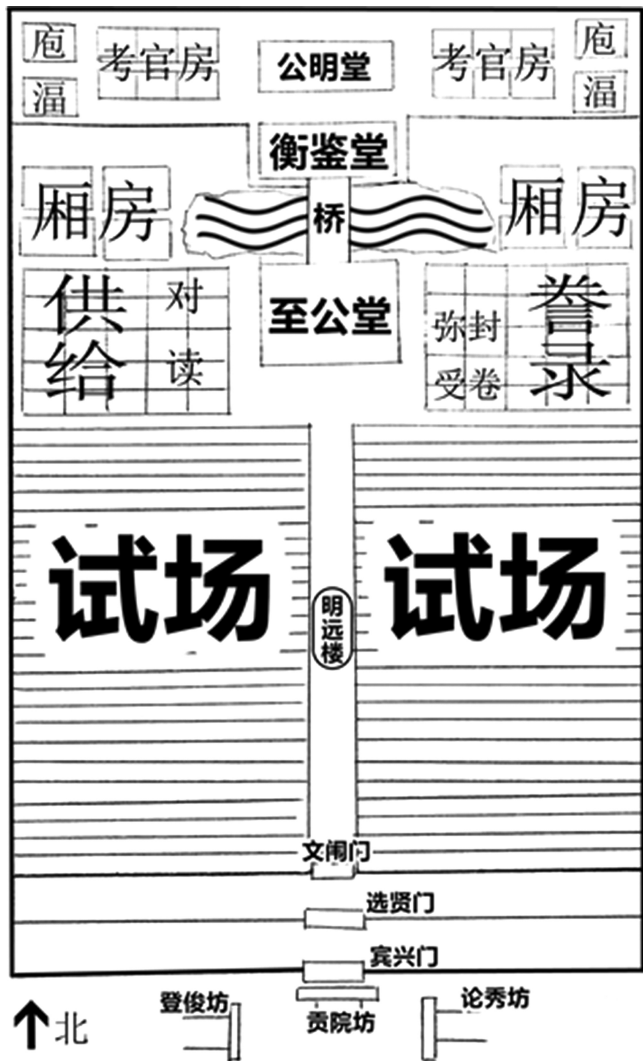 庖
湢
考官房
公明堂
考官房
庖
湢
衡鉴堂
厢房
桥
厢房
供给
对读
至公堂
弥封
受卷
誊录
试场
明远楼
试场
文闹门
选贤门
宾兴门
登俊坊
贡院坊
论秀坊
北